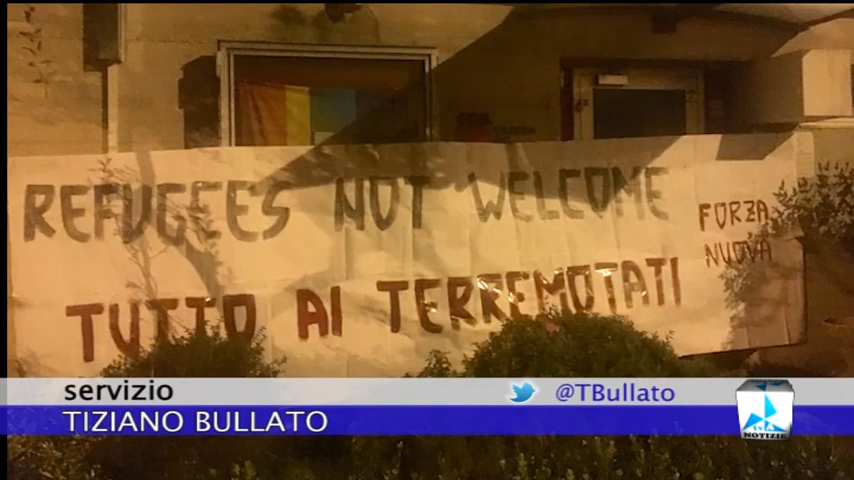 REFUGEES NOT WELCOME
FORZA
NUOVA
TUTTO AI TERREMOTATI
servizio
@TBullato
TIZIANO BULLATO
NOTIZIE